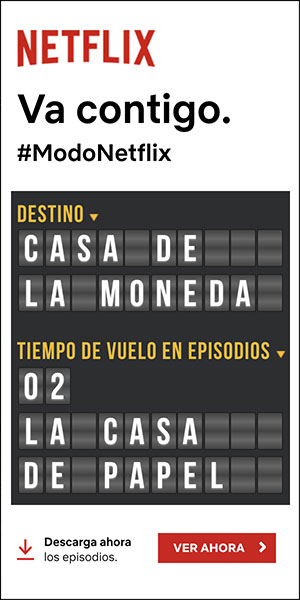 NETFLIX
Va contigo.
#ModoNetflix
DESTINO
CASA DE
LA MONEDA
TIEMPO DE VUELO EN EPISODIOS
02
LA CASA
DE PAPEL
Descarga ahora
los episodios.
VER AHORA